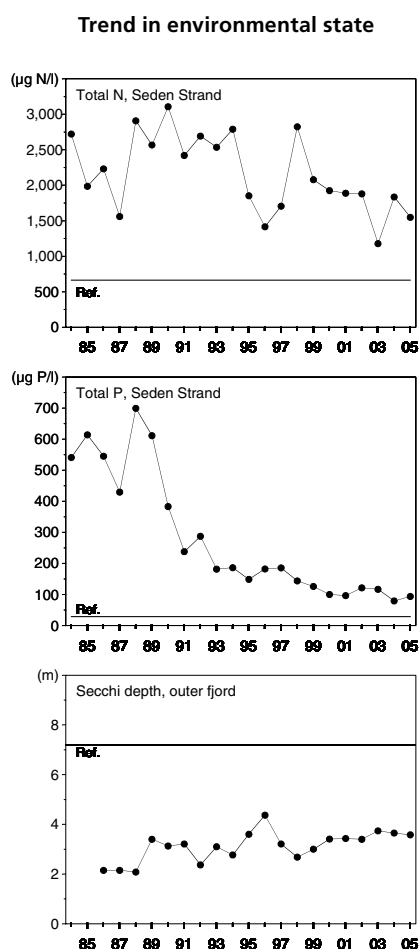 Trend in environmental state
(µg N/l)
Total N, Seden Strand
3,000
2,500
2,000
1,500
1,000
500
0
Ref.
85 87 89 91 93 95 97 99 01 03 05
(µg P/l)
Total P, Seden Strand
700
600
500
400
300
200
100
0
Ref.
85 87 89 91 93 95 97 99 01 03 05
(m)
Secchi depth, outer fjord
8
6
4
2
0
Ref.
85 87 89 91 93 95 97 99 01 03 05